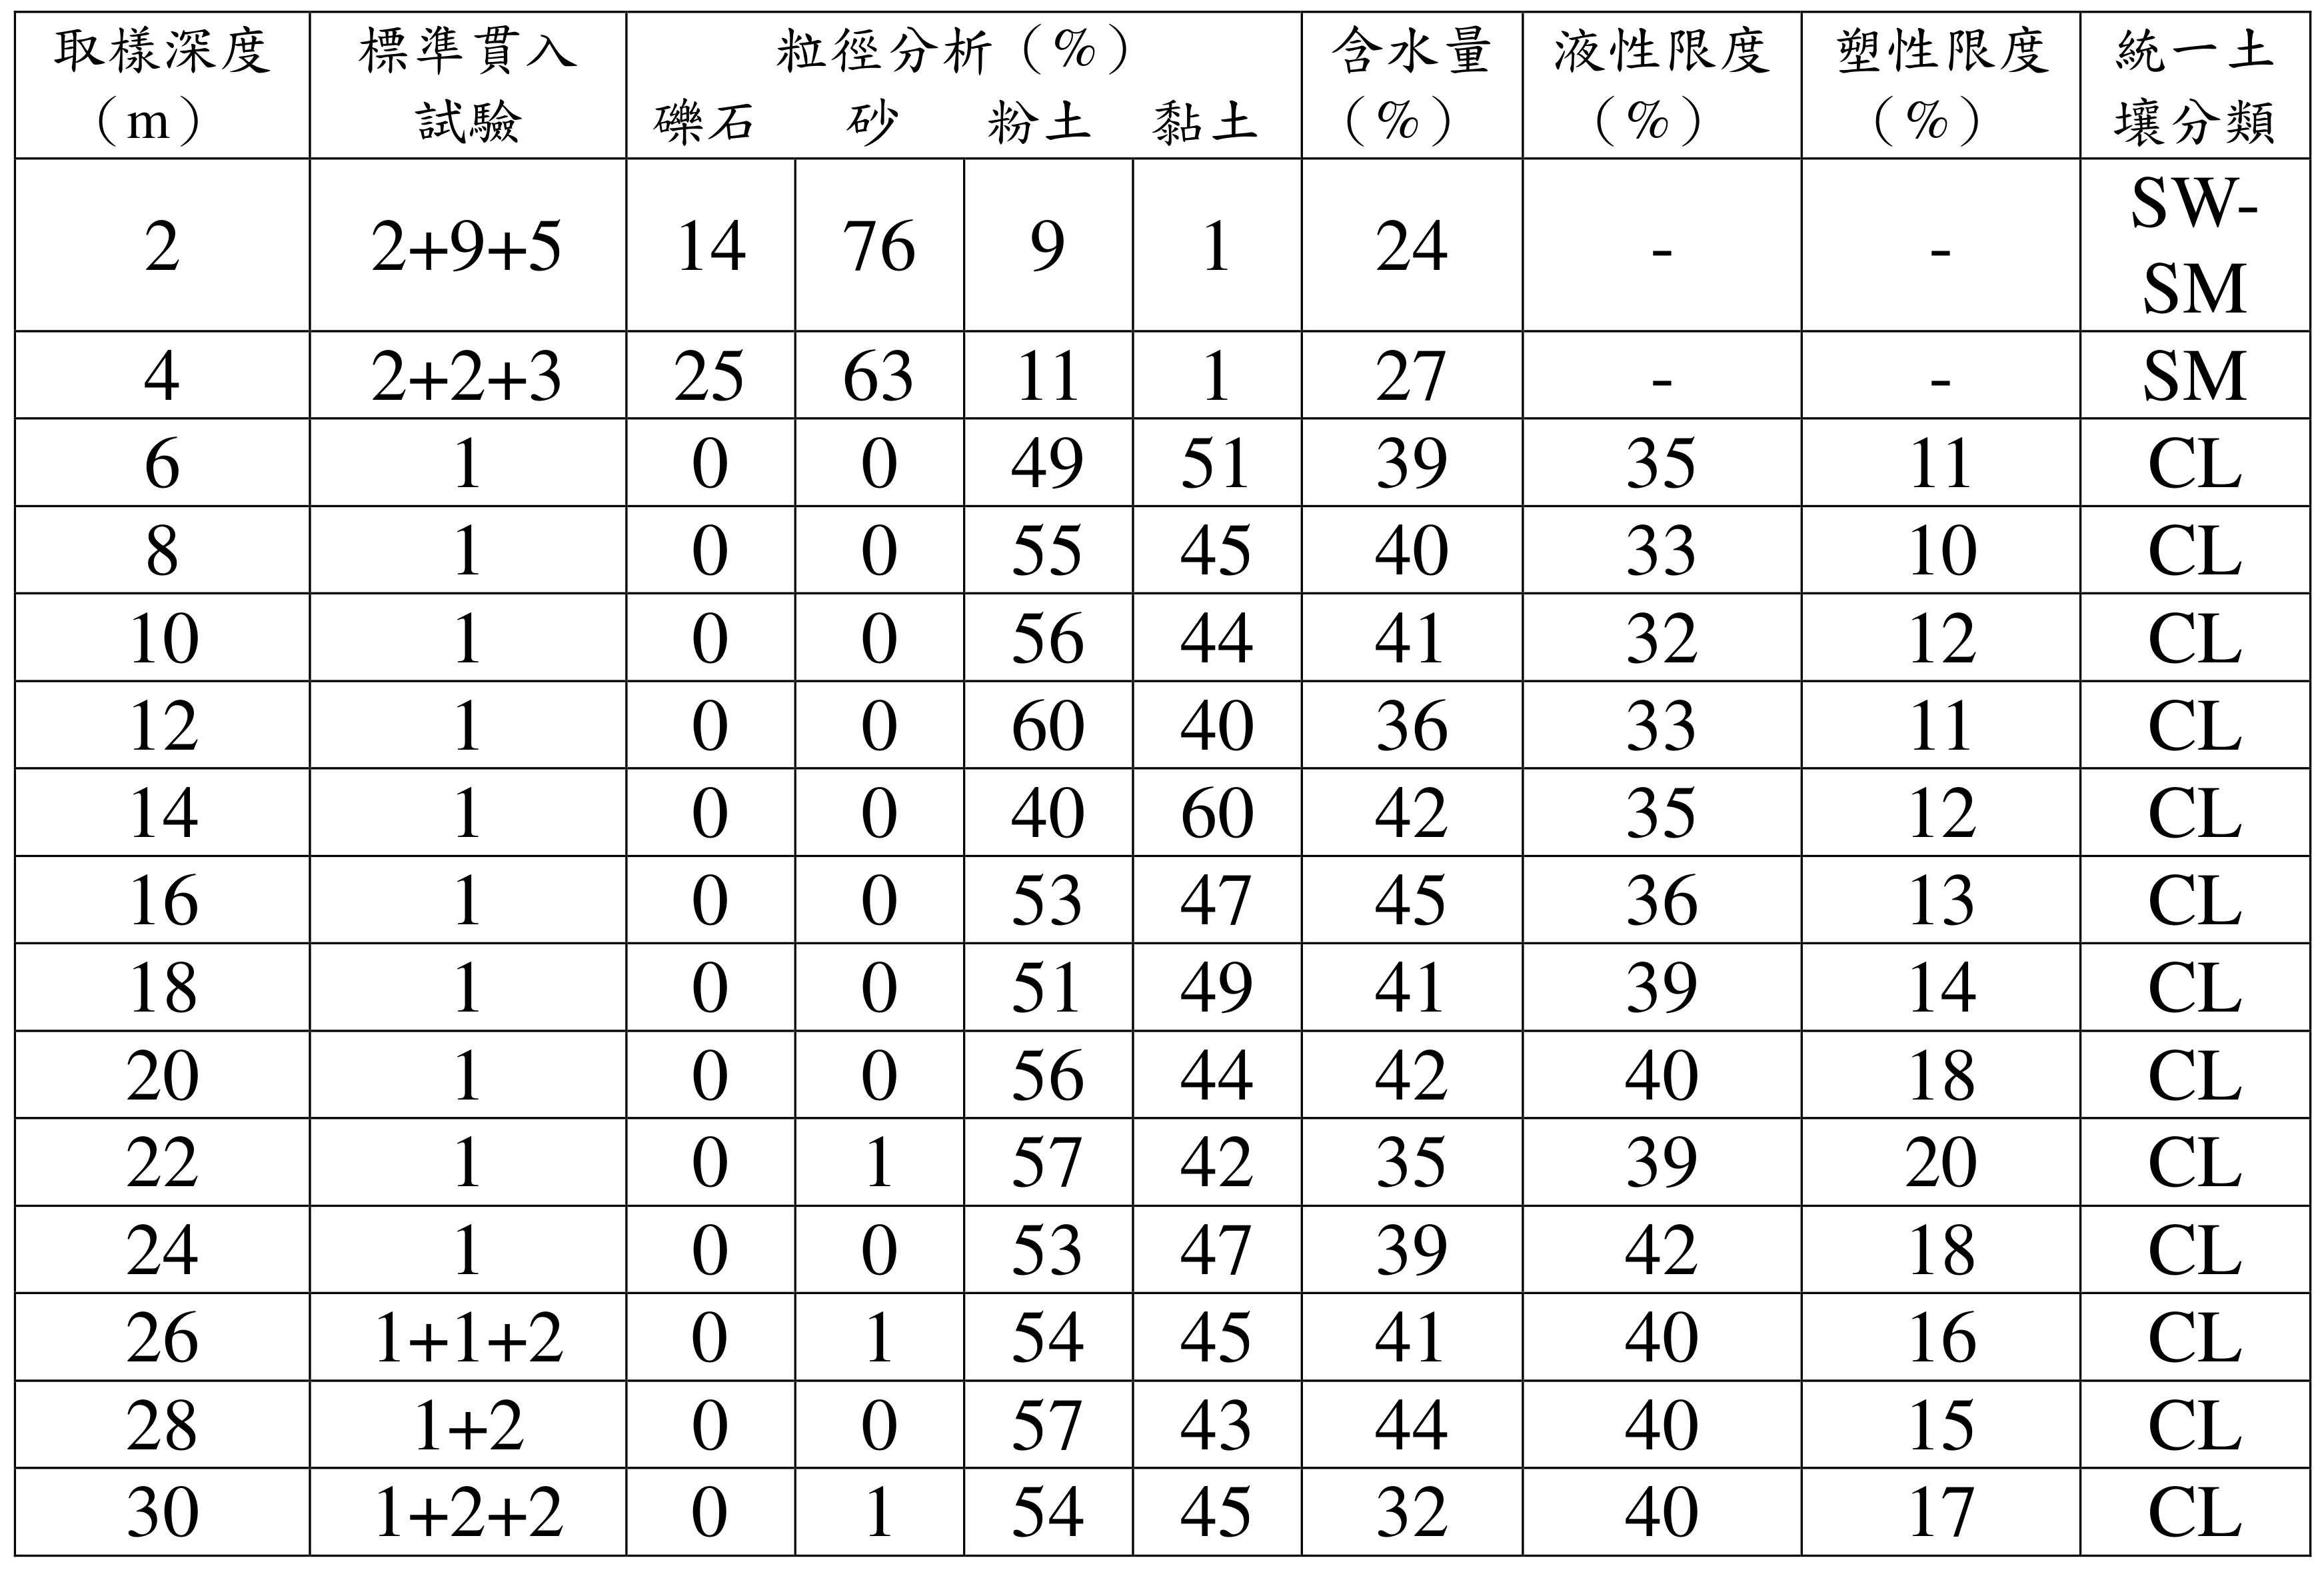 取樣深度 標準貫入 粒徑分析（%） 含水量 液性限度 塑性限度 統一土
（m） 試驗 礫石 砂 粉土 黏土 （%） （%） （%） 壤分類
2 2+9+5 14 76 9 1 24 - - SW-
SM
4 2+2+3 25 63 11 1 27 - - SM
6 1 0 0 49 51 39 35 11 CL
8 1 0 0 55 45 40 33 10 CL
10 1 0 0 56 44 41 32 12 CL
12 1 0 0 60 40 36 33 11 CL
14 1 0 0 40 60 42 35 12 CL
16 1 0 0 53 47 45 36 13 CL
18 1 0 0 51 49 41 39 14 CL
20 1 0 0 56 44 42 40 18 CL
22 1 0 1 57 42 35 39 20 CL
24 1 0 0 53 47 39 42 18 CL
26 1+1+2 0 1 54 45 41 40 16 CL
28 1+2 0 0 57 43 44 40 15 CL
30 1+2+2 0 1 54 45 32 40 17 CL